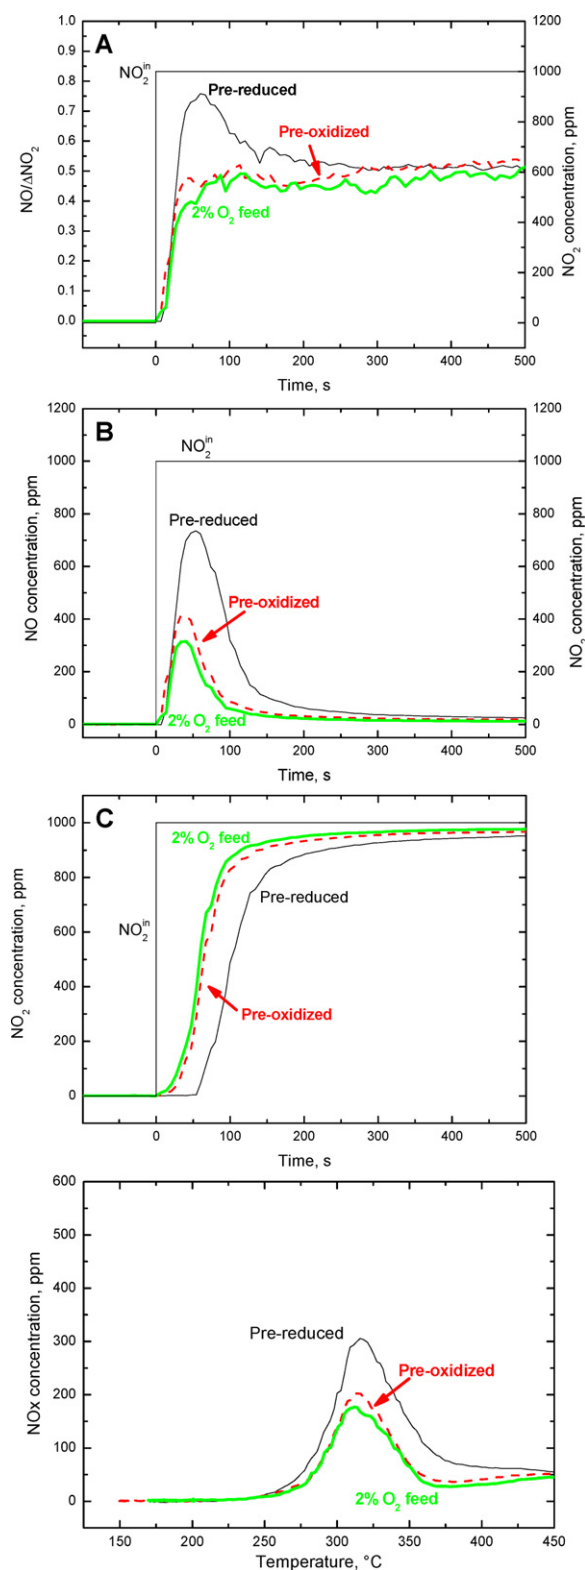 A
NO₂ⁱⁿ
Pre-reduced
Pre-oxidized
2% O₂ feed
NO/ΔNO₂
1.0
0.9
0.8
0.7
0.6
0.5
0.4
0.3
0.2
0.1
0.0
1200
1000
800
600
400
200
0
NO₂ concentration, ppm
0 100 200 300 400 500
Time, s
B
NO₂ⁱⁿ
Pre-reduced
Pre-oxidized
2% O₂ feed
NO concentration, ppm
1200
1000
800
600
400
200
0
1200
1000
800
600
400
200
0
NO₂ concentration, ppm
0 100 200 300 400 500
Time, s
C
2% O₂ feed
Pre-reduced
NO₂ⁱⁿ
Pre-oxidized
NO₂ concentration, ppm
1000
800
600
400
200
0
0 100 200 300 400 500
Time, s
Pre-reduced
Pre-oxidized
2% O₂ feed
NOx concentration, ppm
600
500
400
300
200
100
0
150 200 250 300 350 400 450
Temperature, °C